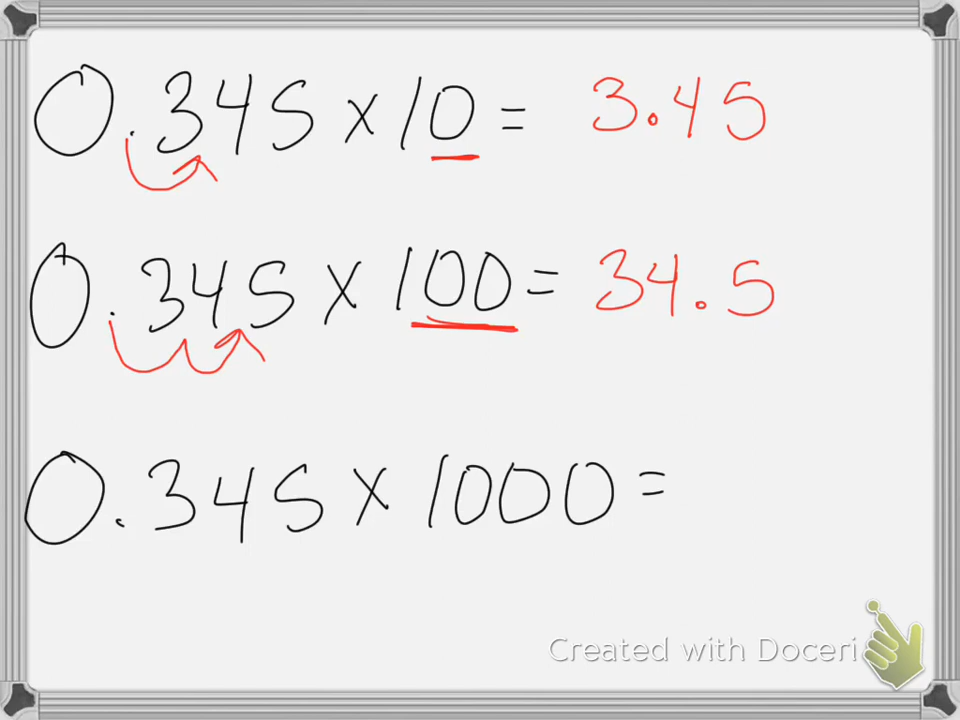 0.345 x 10 = 3.45
0.345 x 100 = 34.5
0.345 x 1000 =
Created with Doceri